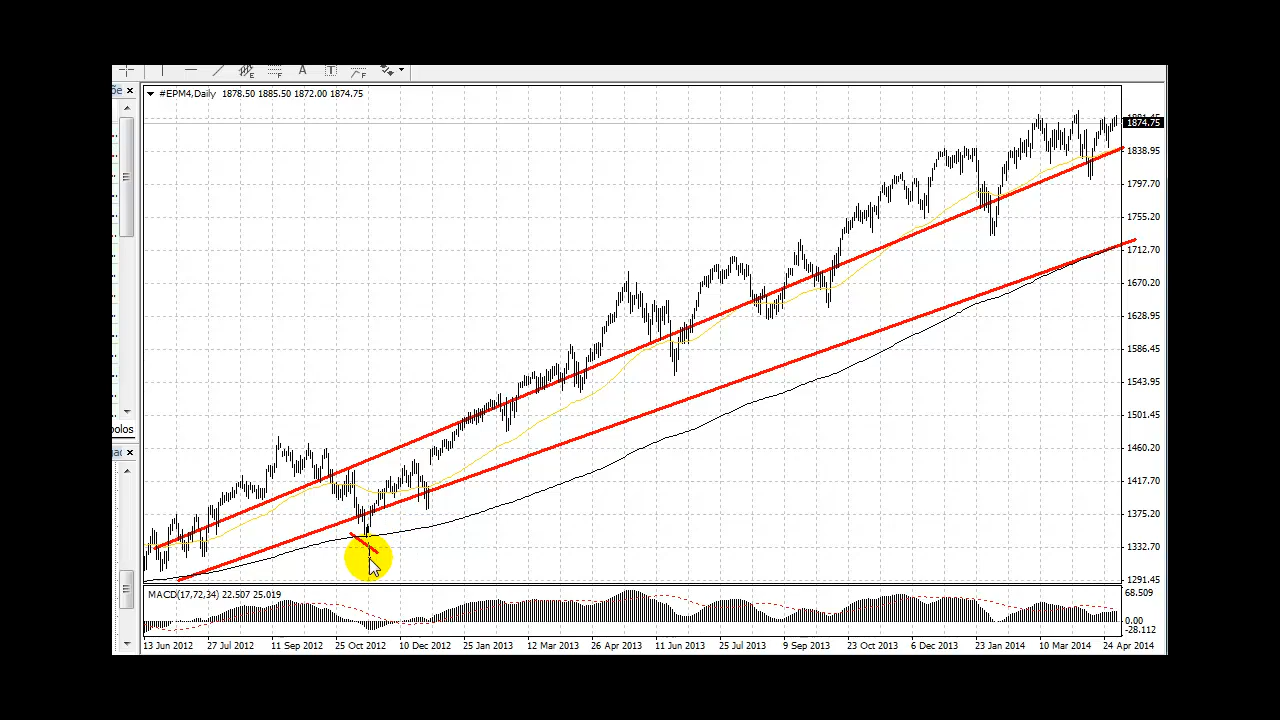 A T
E F F
õe
#EPM4,Daily 1878.50 1885.50 1872.00 1874.75
1874.75
1838.95
1797.70
1755.20
1712.70
1670.20
1628.95
1586.45
1543.95
1501.45
1460.20
1417.70
1375.20
1332.70
1291.45
bolos
MACD(17,72,34) 22.507 25.019
68.509
0.00
-28.112
13 Jun 2012 27 Jul 2012 11 Sep 2012 25 Oct 2012 10 Dec 2012 25 Jan 2013 12 Mar 2013 26 Apr 2013 11 Jun 2013 25 Jul 2013 9 Sep 2013 23 Oct 2013 6 Dec 2013 23 Jan 2014 10 Mar 2014 24 Apr 2014